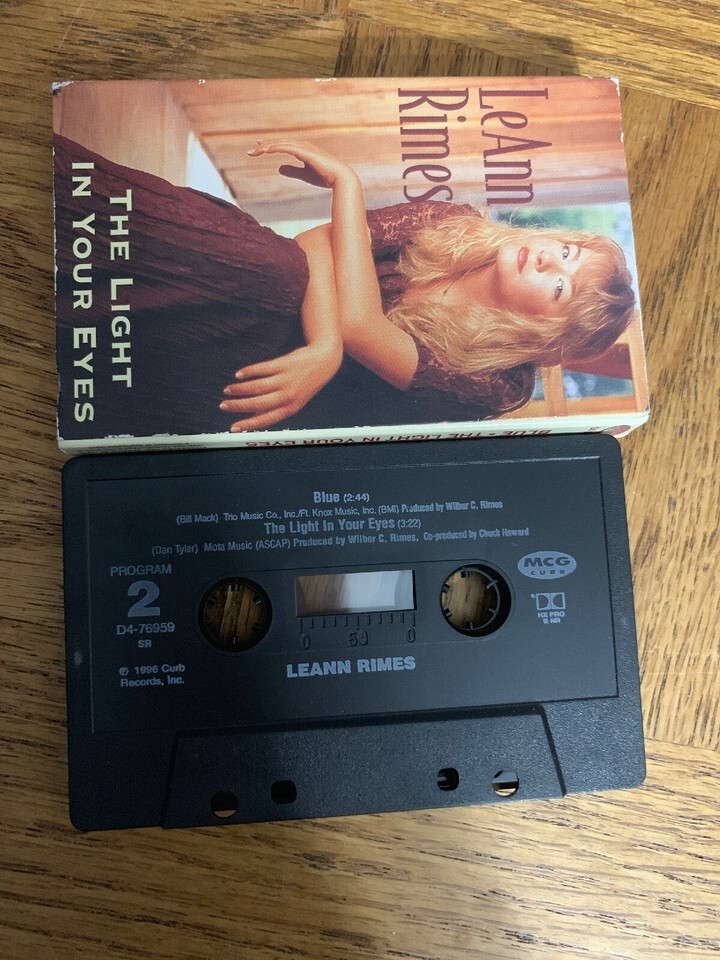 LeAnn
Rimes
THE LIGHT
IN YOUR EYES
BLUE • THE LIGHT IN YOUR EYES
Blue (2:44)
(Bill Mack) Trio Music Co., Inc./Ft. Knox Music, Inc. (BMI) Produced by Wilbur C. Rimes
The Light In Your Eyes (3:22)
(Dan Tyler) Mota Music (ASCAP) Produced by Wilbur C. Rimes, Co-produced by Chuck Howard
PROGRAM
2
D4-76959
SR
℗ 1996 Curb
Records, Inc.
MCG
CURB
HX PRO
B NR
0 50 0
LEANN RIMES